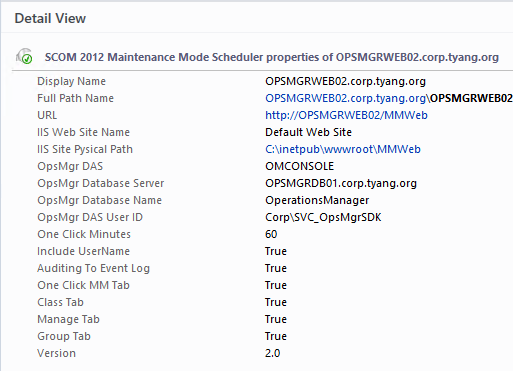 Detail View
SCOM 2012 Maintenance Mode Scheduler properties of OPSMGRWEB02.corp.tyang.org
Display Name OPSMGRWEB02.corp.tyang.org
Full Path Name OPSMGRWEB02.corp.tyang.org\OPSMGRWEB02
URL http://OPSMGRWEB02/MMWeb
IIS Web Site Name Default Web Site
IIS Site Pysical Path C:\inetpub\wwwroot\MMWeb
OpsMgr DAS OMCONSOLE
OpsMgr Database Server OPSMGRDB01.corp.tyang.org
OpsMgr Database Name OperationsManager
OpsMgr DAS User ID Corp\SVC_OpsMgrSDK
One Click Minutes 60
Include UserName True
Auditing To Event Log True
One Click MM Tab True
Class Tab True
Manage Tab True
Group Tab True
Version 2.0